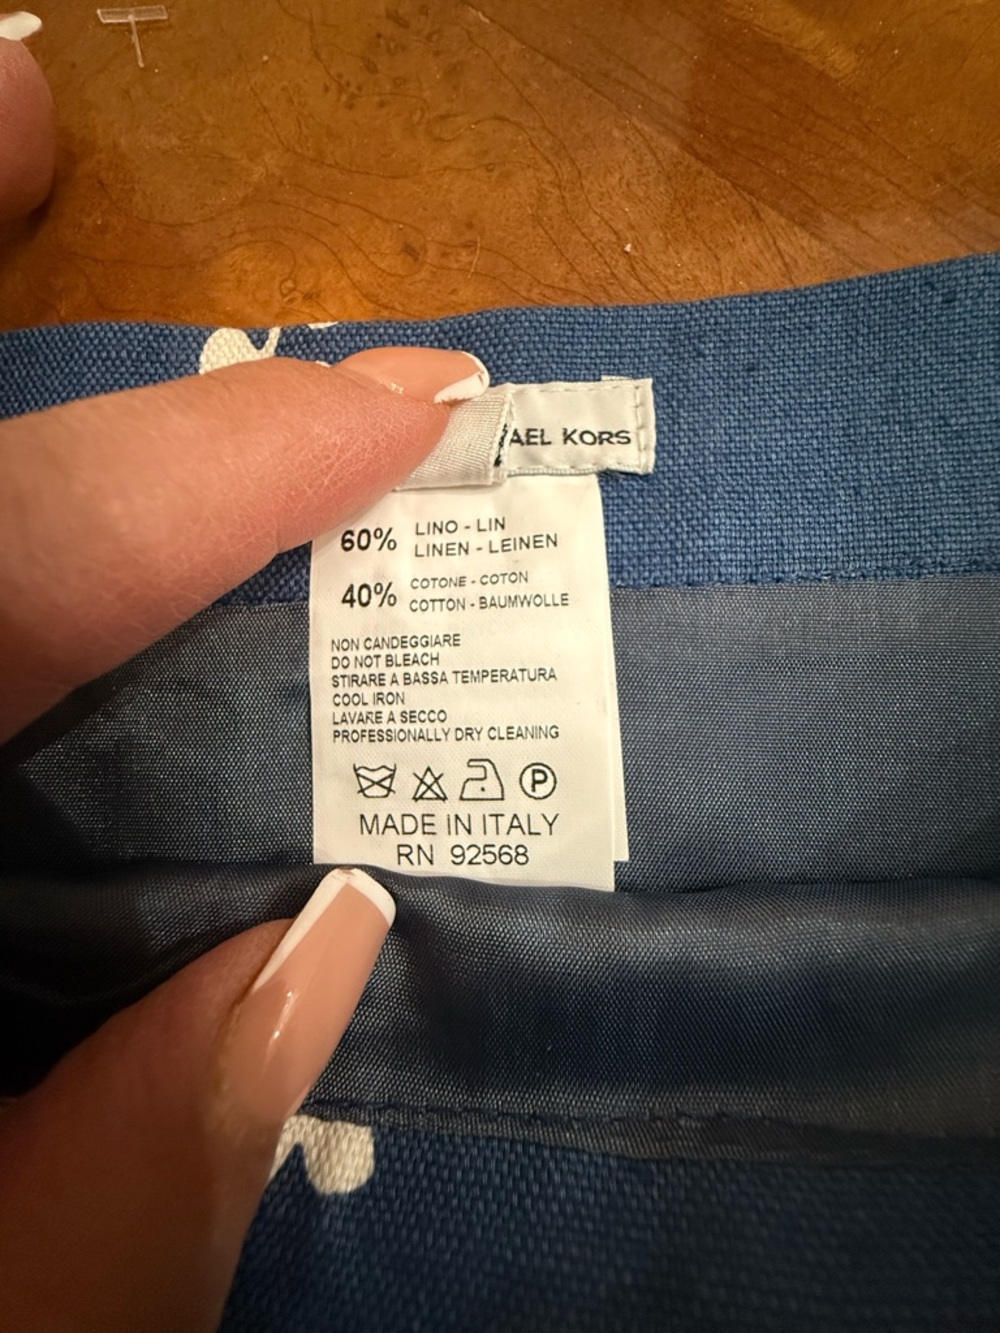 KORS
60% LINO - LIN
LINEN - LEINEN
40% COTONE - COTON
COTTON - BAUMWOLLE
NON CANDEGGIARE
DO NOT BLEACH
STIRARE A BASSA TEMPERATURA
COOL IRON
LAVARE A SECCO
PROFESSIONALLY DRY CLEANING
P
MADE IN ITALY
RN 92568